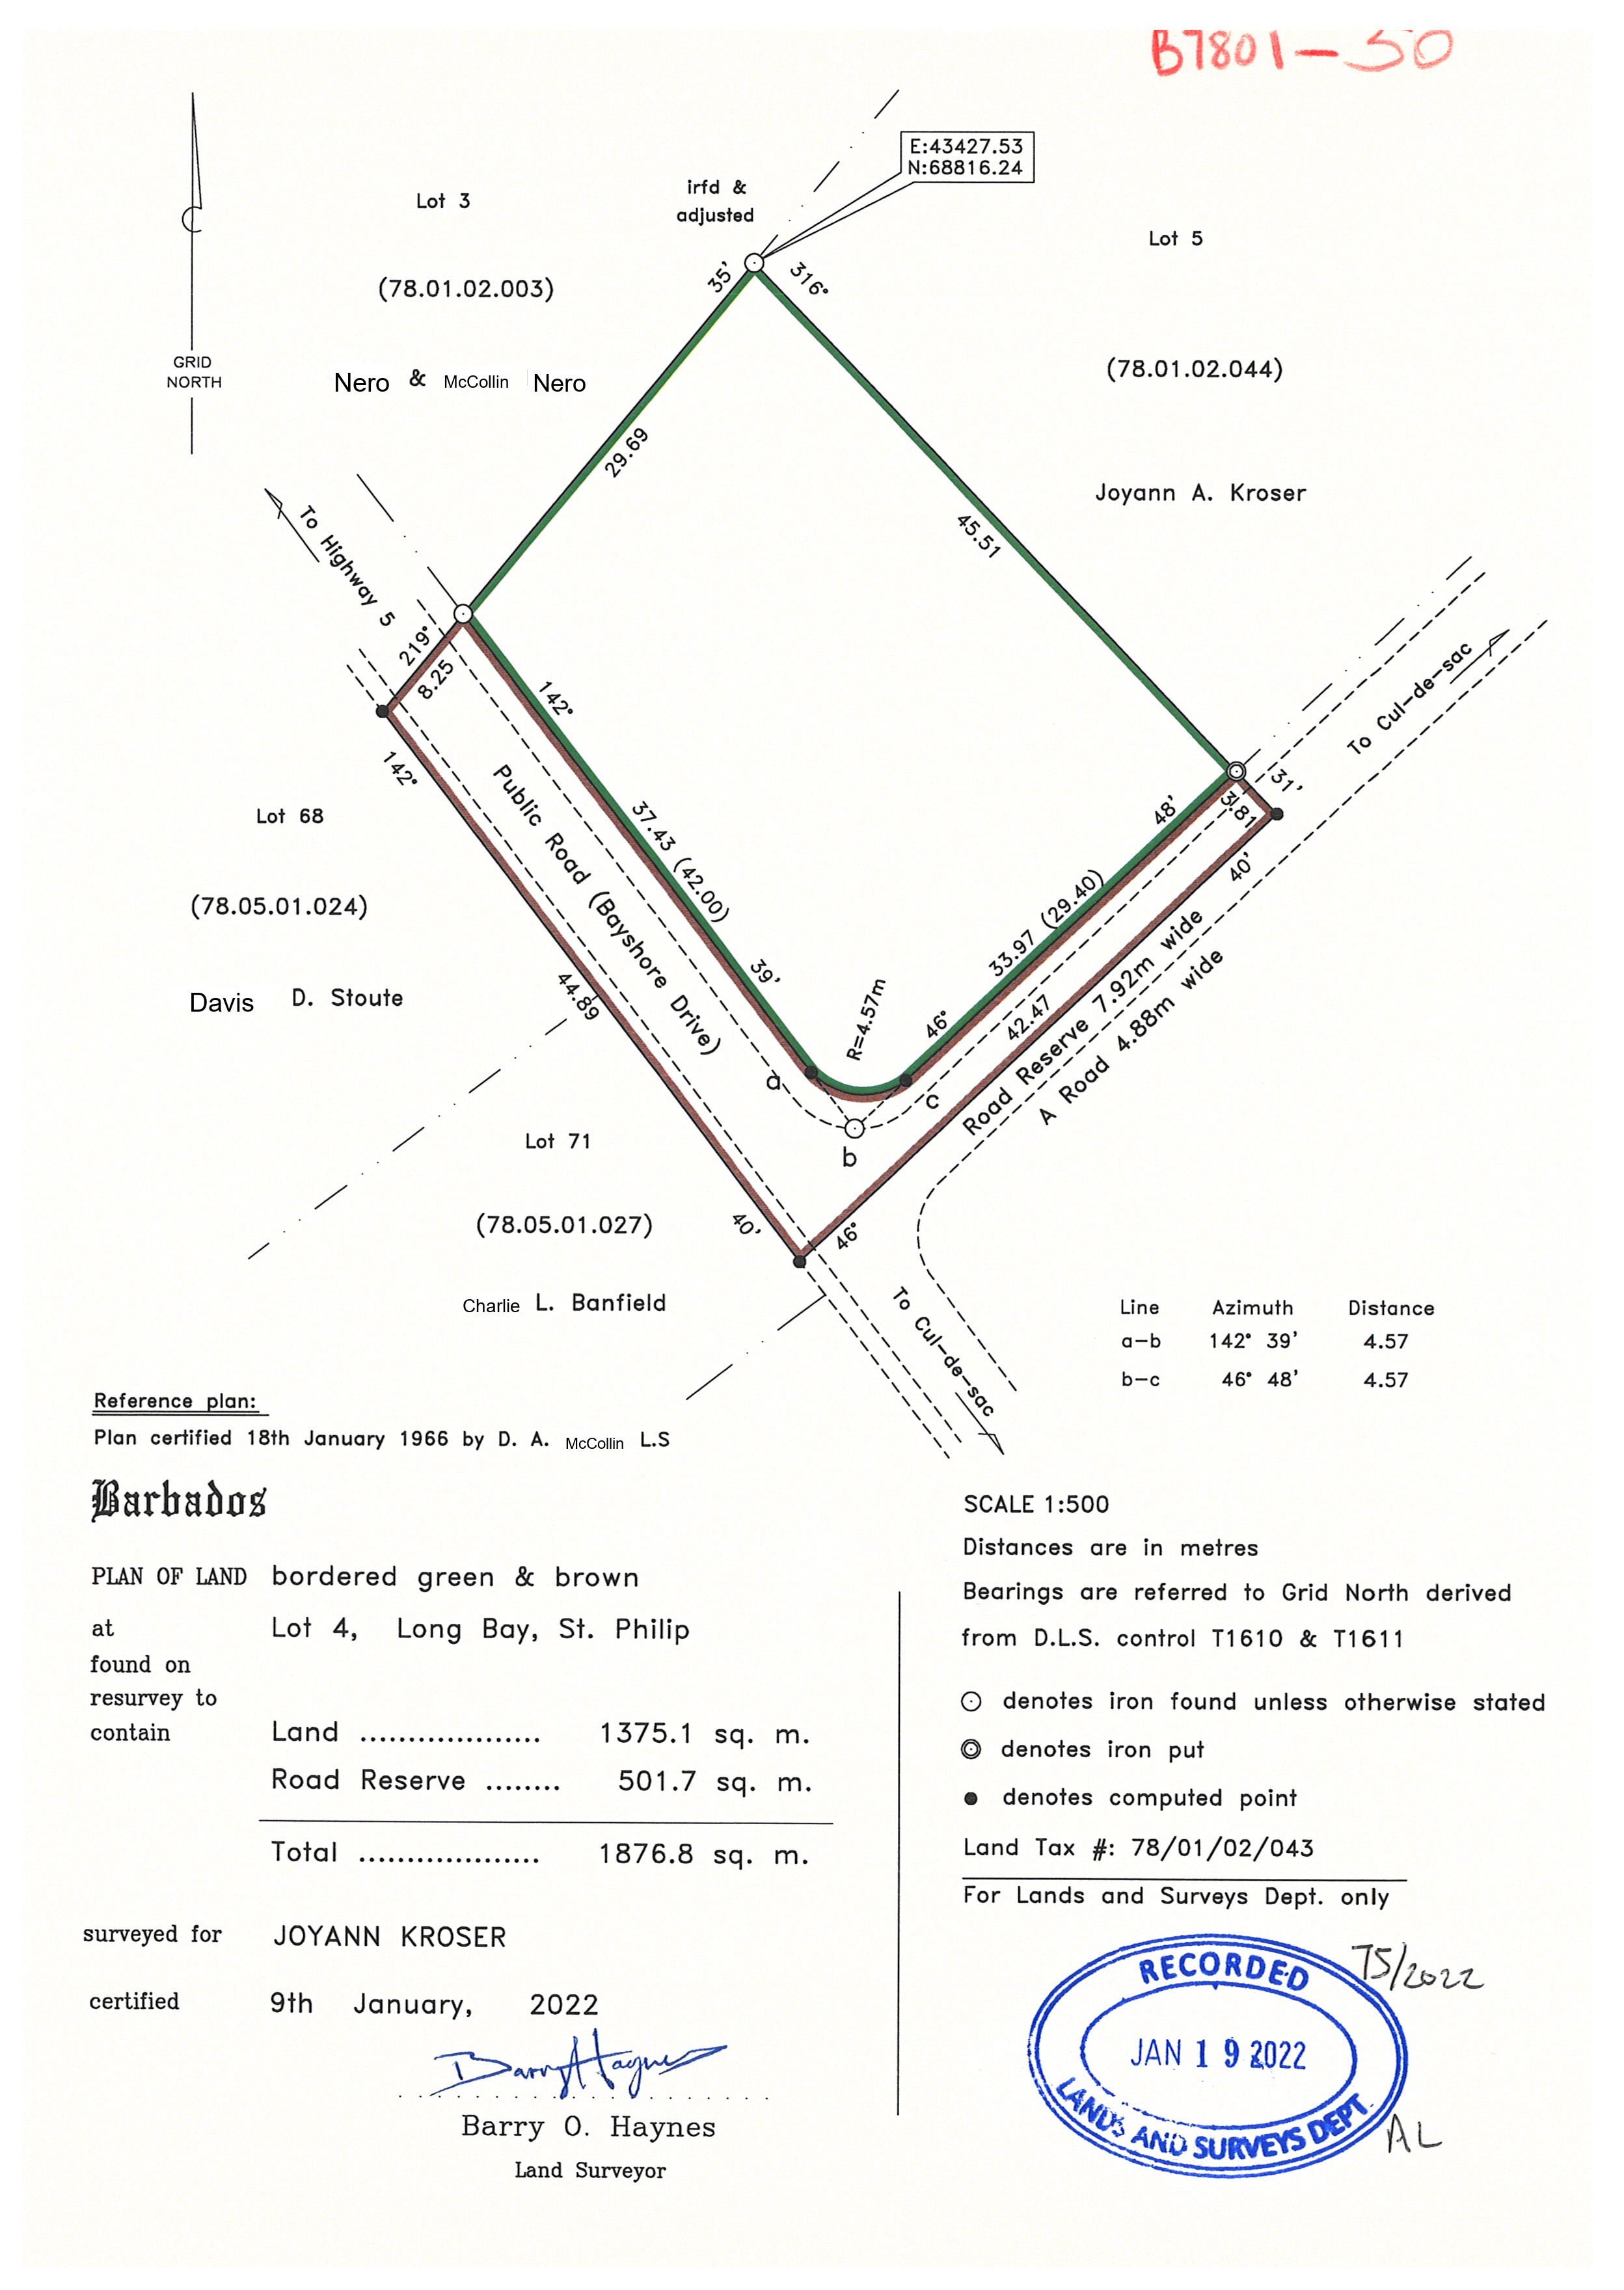 B7801-50
E:43427.53
N:68816.24
irfd &
adjusted
Lot 3
(78.01.02.003)
Nero & McCollin Nero
GRID
NORTH
Lot 5
(78.01.02.044)
Joyann A. Kroser
35'
316°
29.69
45.51
To Highway 5
219°
8.25
142°
142°
37.43 (42.00)
39'
Public Road (Bayshore Drive)
44.89
40'
Lot 68
(78.05.01.024)
Davis D. Stoute
Lot 71
(78.05.01.027)
Charlie L. Banfield
R=4.57m
a
b
c
46°
33.97 (29.40)
48'
31'
3.81
40'
42.47
46°
Road Reserve 7.92m wide
A Road 4.88m wide
To Cul-de-sac
To Cul-de-sac
Line Azimuth Distance
a-b 142° 39' 4.57
b-c 46° 48' 4.57
Reference plan:
Plan certified 18th January 1966 by D. A. McCollin L.S
Barbados
PLAN OF LAND bordered green & brown
at Lot 4, Long Bay, St. Philip
found on
resurvey to
contain Land ................... 1375.1 sq. m.
Road Reserve ........ 501.7 sq. m.
Total ................... 1876.8 sq. m.
surveyed for JOYANN KROSER
certified 9th January, 2022
Barry O. Haynes
Land Surveyor
SCALE 1:500
Distances are in metres
Bearings are referred to Grid North derived
from D.L.S. control T1610 & T1611
denotes iron found unless otherwise stated
denotes iron put
denotes computed point
Land Tax #: 78/01/02/043
For Lands and Surveys Dept. only
RECORDED
JAN 19 2022
LANDS AND SURVEYS DEPT.
AL